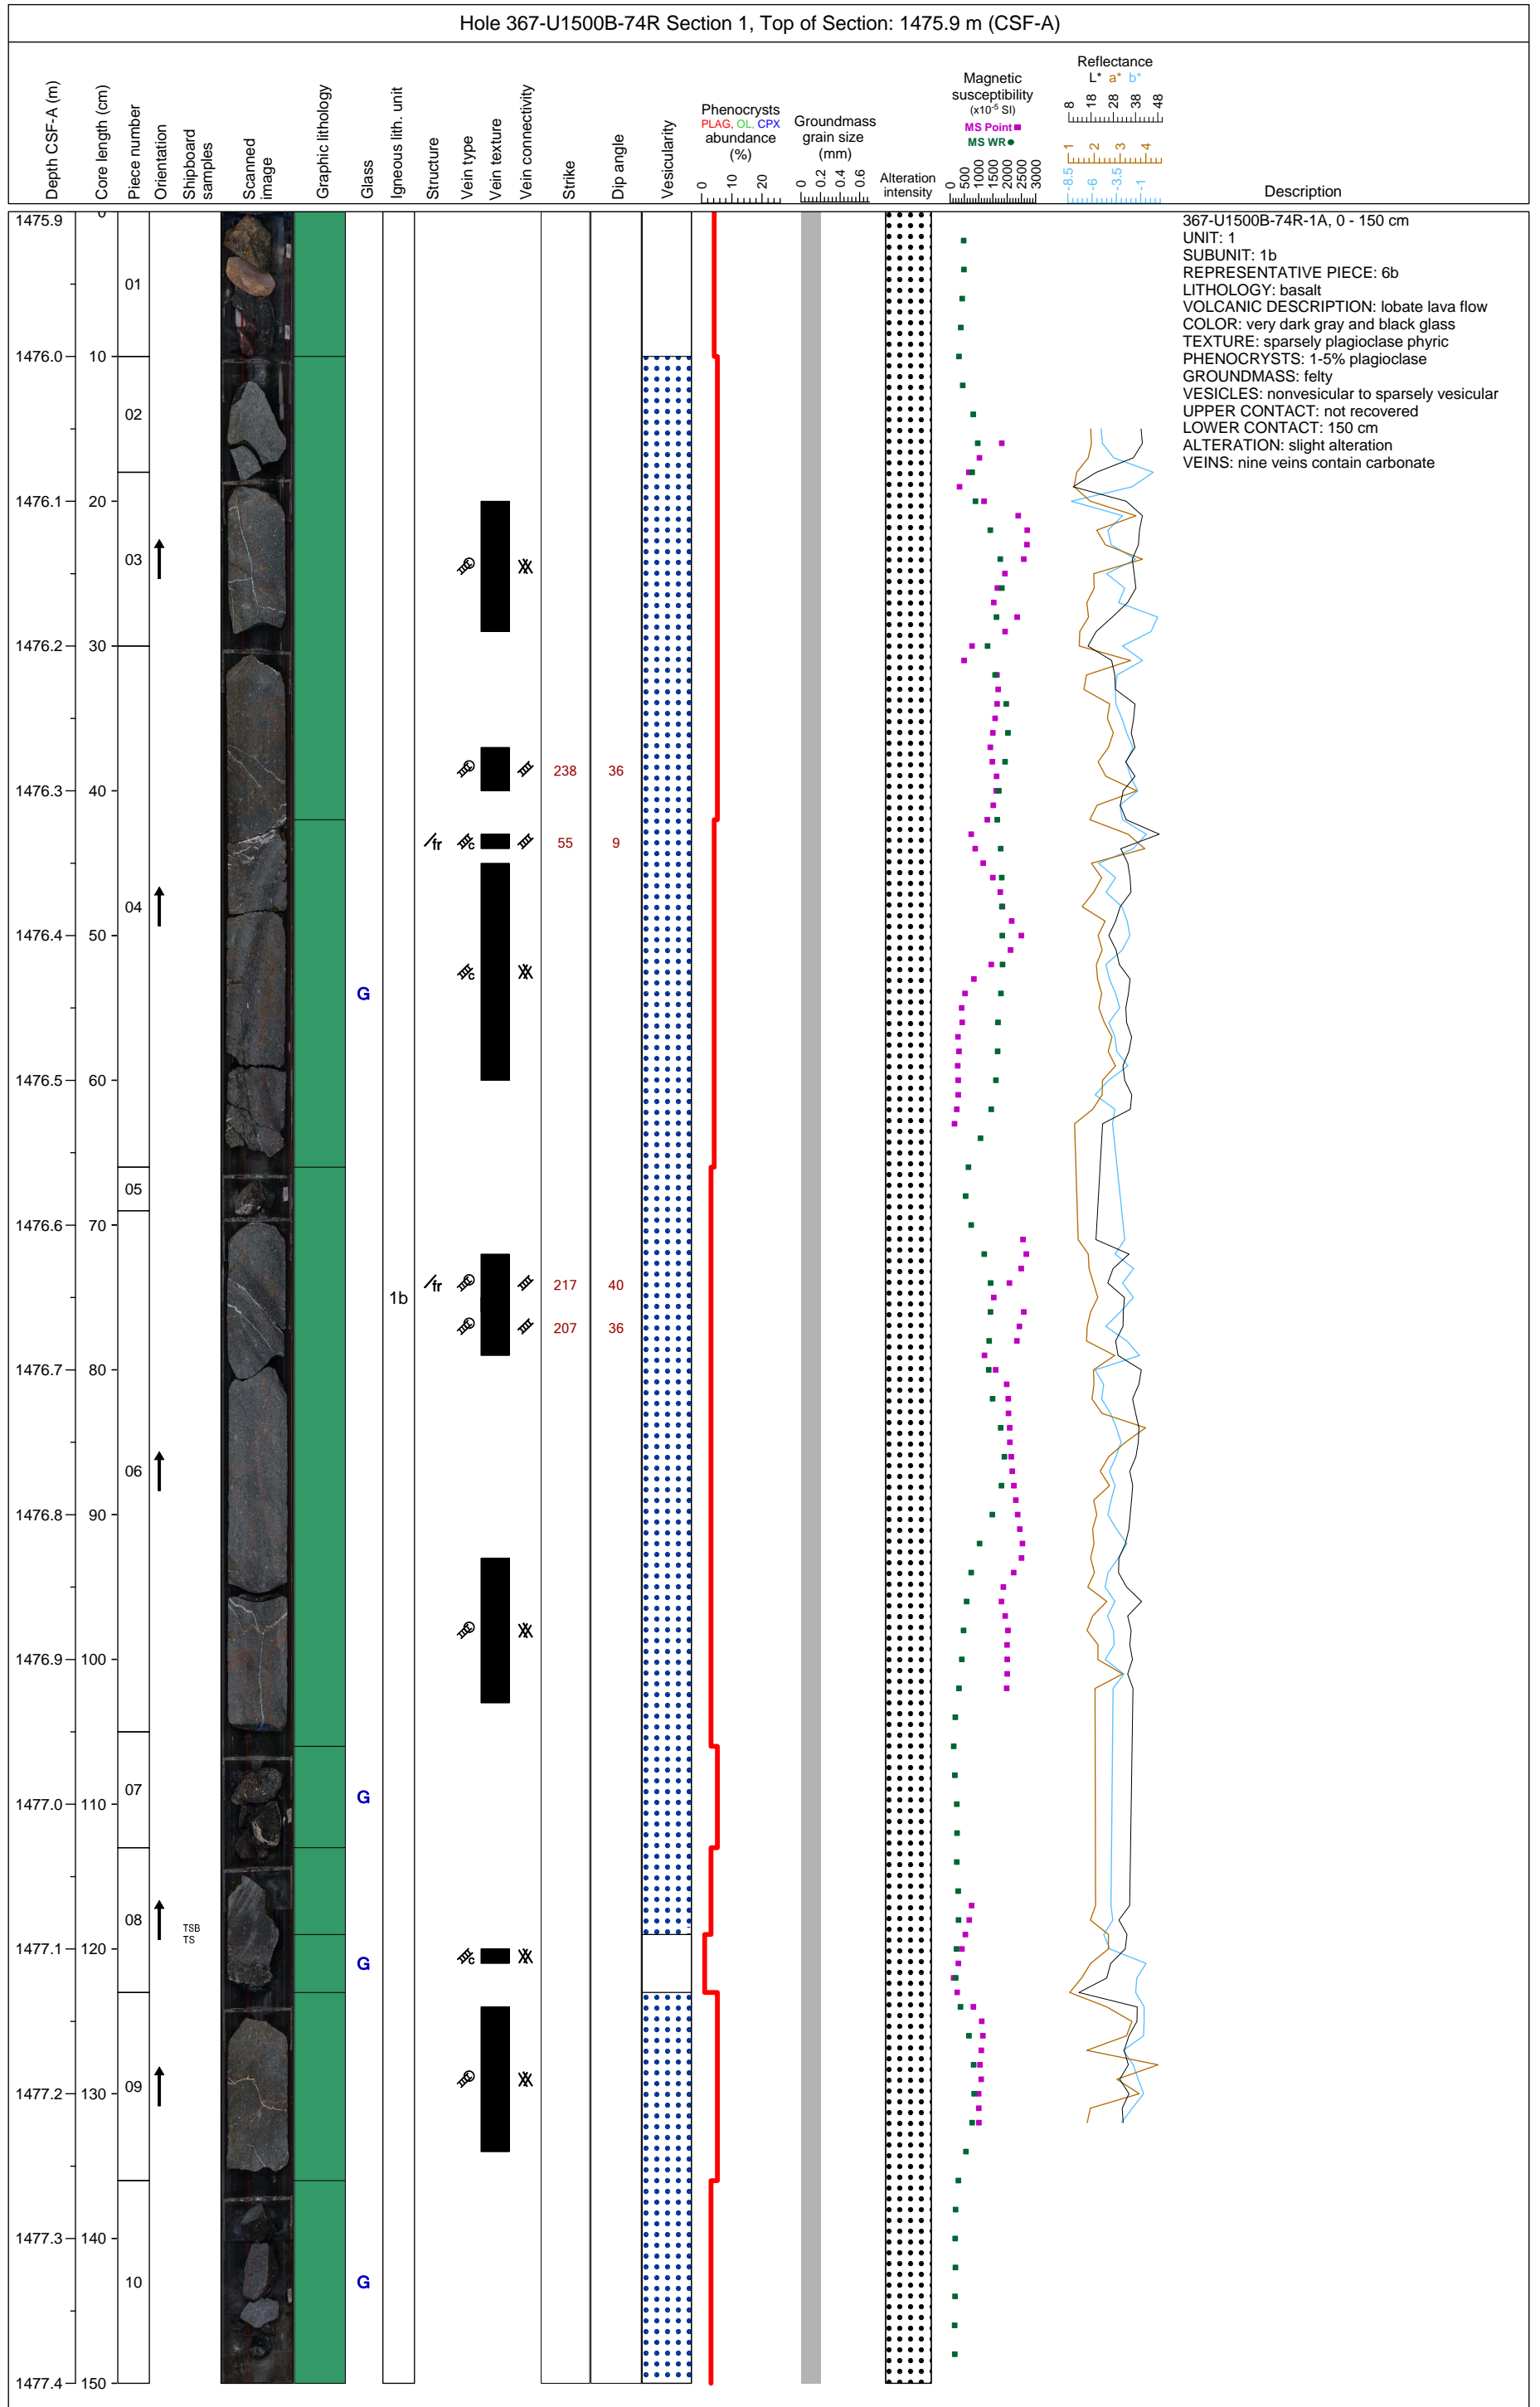 Hole 367-U1500B-74R Section 1, Top of Section: 1475.9 m (CSF-A)
Depth CSF-A (m)
Core length (cm)
Piece number
Orientation
Shipboard samples
Scanned image
Graphic lithology
Glass
Igneous lith. unit
Structure
Vein type
Vein texture
Vein connectivity
Strike
Dip angle
Vesicularity
Phenocrysts
PLAG, OL, CPX
abundance
(%)
0 10 20
Groundmass
grain size
(mm)
0 0.2 0.4 0.6
Alteration
intensity
Magnetic
susceptibility
(x10-5 SI)
MS Point
MS WR
0 500 1000 1500 2000 2500 3000
Reflectance
L* a* b*
8 18 28 38 48
1 2 3 4
-8.5 -6 -3.5 -1
Description
367-U1500B-74R-1A, 0 - 150 cm
UNIT: 1
SUBUNIT: 1b
REPRESENTATIVE PIECE: 6b
LITHOLOGY: basalt
VOLCANIC DESCRIPTION: lobate lava flow
COLOR: very dark gray and black glass
TEXTURE: sparsely plagioclase phyric
PHENOCRYSTS: 1-5% plagioclase
GROUNDMASS: felty
VESICLES: nonvesicular to sparsely vesicular
UPPER CONTACT: not recovered
LOWER CONTACT: 150 cm
ALTERATION: slight alteration
VEINS: nine veins contain carbonate
1475.9 0
01
1476.0 10
02
1476.1 20
03
1476.2 30
238 36
1476.3 40
fr c 55 9
04
1476.4 50
c
G
1476.5 60
05
1476.6 70
fr 217 40
1b
207 36
1476.7 80
06
1476.8 90
1476.9 100
07
G
1477.0 110
08
TSB
TS
1477.1 120
G c
09
1477.2 130
1477.3 140
10
G
1477.4 150